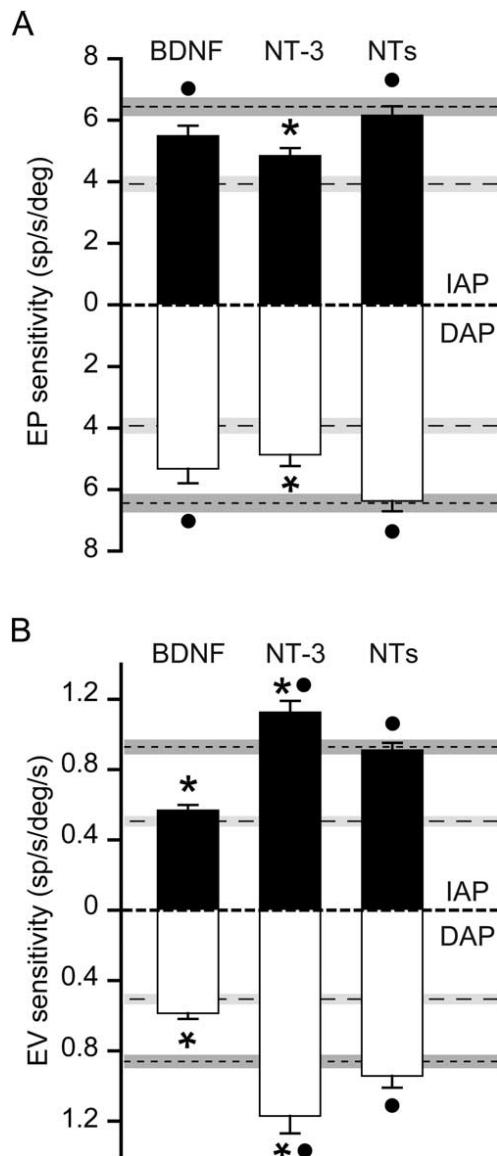 A
BDNF NT-3 NTs
EP sensitivity (sp/s/deg)
8
6
4
2
0
2
4
6
8
IAP
DAP
* 
*
B
BDNF NT-3 NTs
EV sensitivity (sp/s/deg/s)
1.2
0.8
0.4
0
0.4
0.8
1.2
*
*
IAP
DAP
*
*